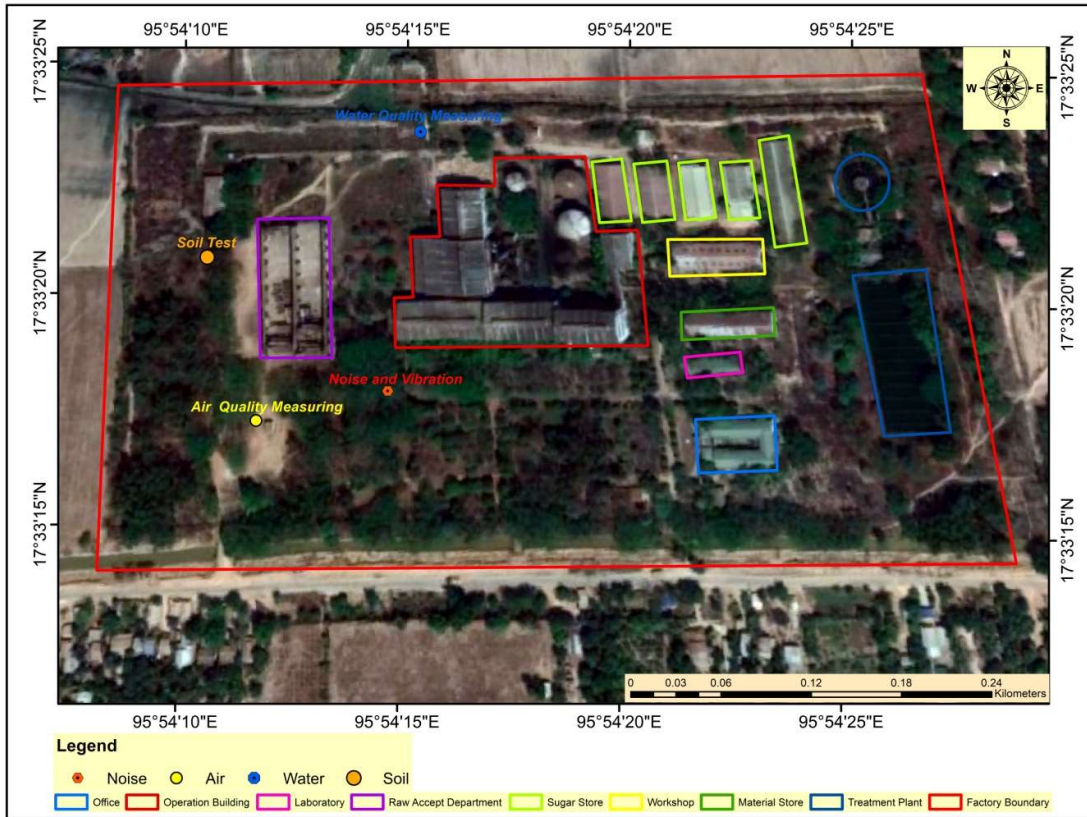 95°54'10"E 95°54'15"E 95°54'20"E 95°54'25"E
17°33'25"N
17°33'25"N
N
W E
S
Water Quality Measuring
Soil Test
17°33'20"N
17°33'20"N
Noise and Vibration
Air Quality Measuring
17°33'15"N
17°33'15"N
0 0.03 0.06 0.12 0.18 0.24
Kilometers
95°54'10"E 95°54'15"E 95°54'20"E 95°54'25"E
Legend
Noise Air Water Soil
Office Operation Building Laboratory Raw Accept Department Sugar Store Workshop Material Store Treatment Plant Factory Boundary